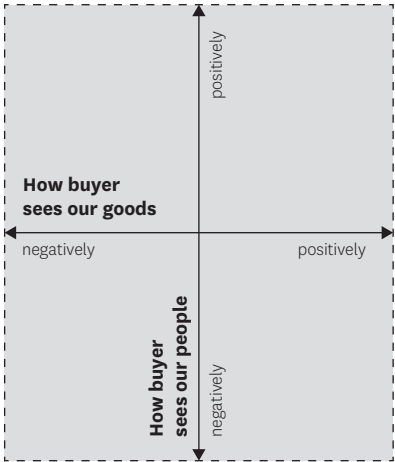 positively
How buyer
sees our goods
negatively
positively
How buyer
sees our people
negatively